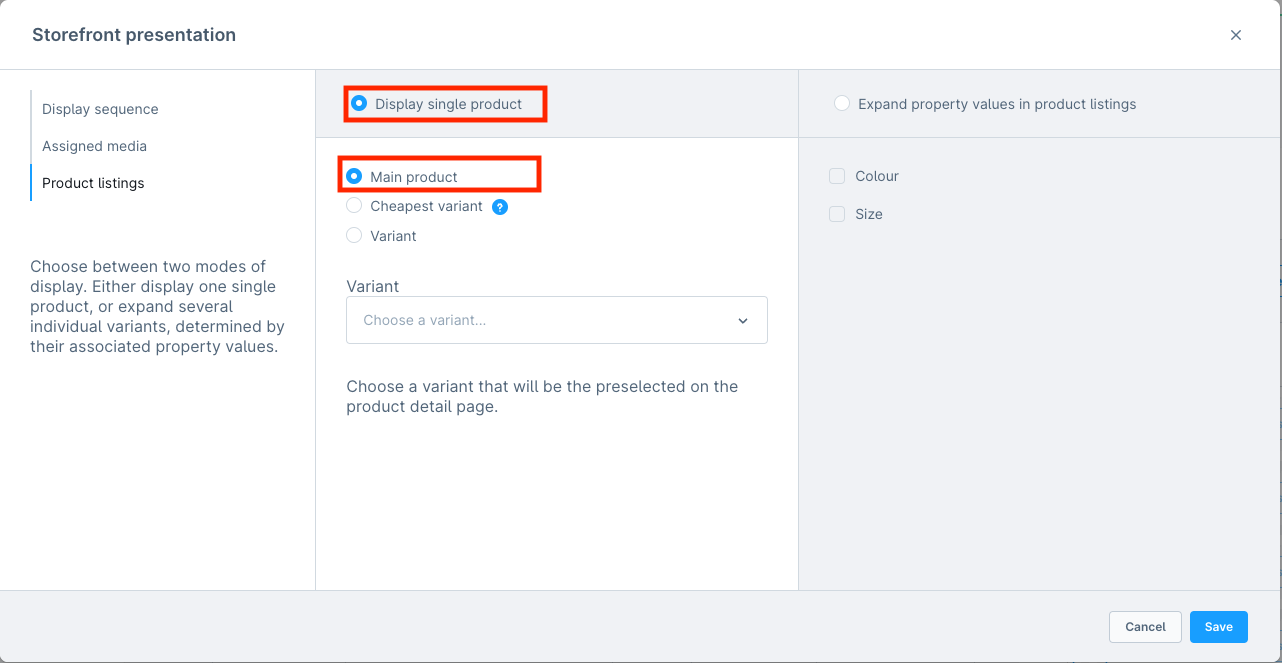 Storefront presentation
Display sequence
Assigned media
Product listings
Choose between two modes of
display. Either display one single
product, or expand several
individual variants, determined by
their associated property values.
Display single product
Main product
Cheapest variant ?
Variant
Variant
Choose a variant...
Choose a variant that will be the preselected on the
product detail page.
Expand property values in product listings
Colour
Size
Cancel
Save